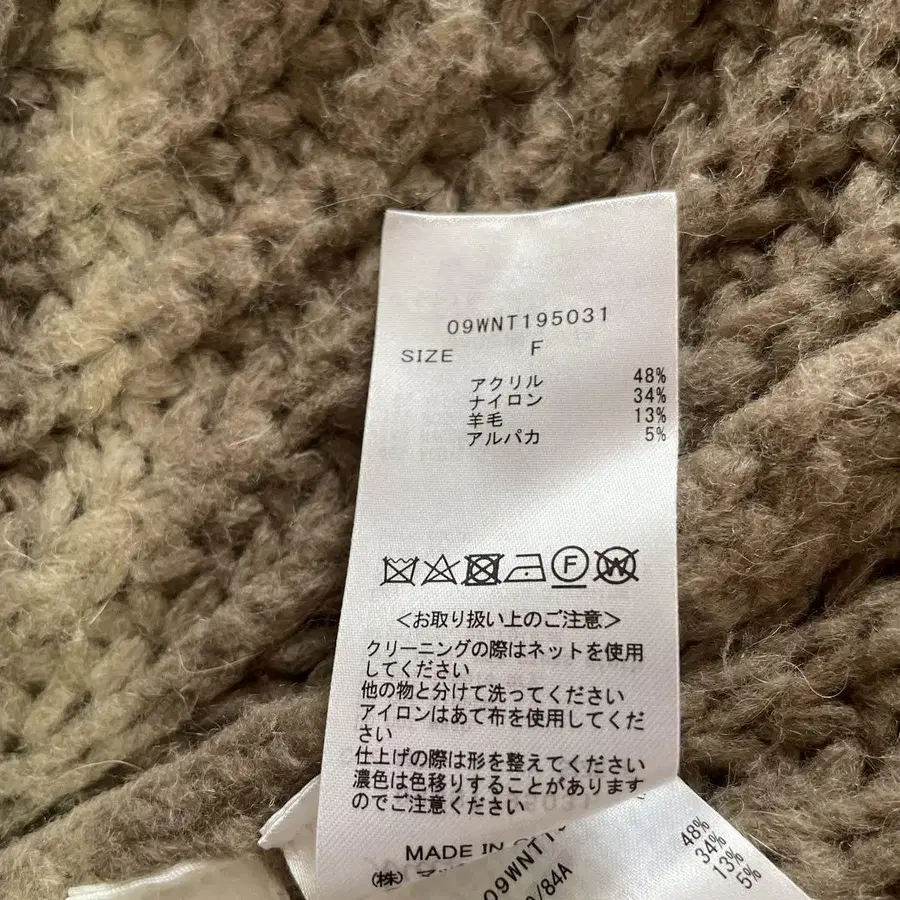 09WNT195031
SIZE F
アクリル 48%
ナイロン 34%
羊毛 13%
アルパカ 5%
F W
<お取り扱い上のご注意>
クリーニングの際はネットを使用
してください
他の物と分けて洗ってください
アイロンはあて布を使用してくだ
さい
仕上げの際は形を整えてください
濃色は色移りすることがあります
のでご注意ください
MADE IN
(株)
48%
34%
13%
5%